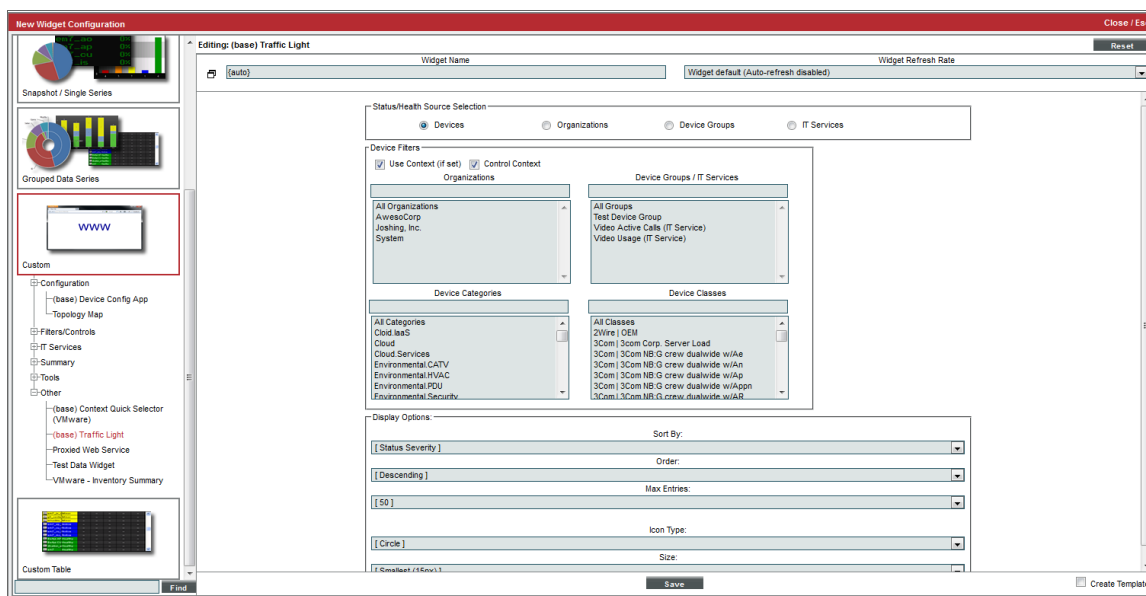 New Widget Configuration
Close / Es
Snapshot / Single Series
Grouped Data Series
www
Custom
Configuration
(base) Device Config App
Topology Map
Filters/Controls
IT Services
Summary
Tools
Other
(base) Context Quick Selector
(VMware)
(base) Traffic Light
Proxied Web Service
Test Data Widget
VMware - Inventory Summary
Custom Table
Find
Editing: (base) Traffic Light
Reset
Widget Name
Widget Refresh Rate
{auto}
Widget default (Auto-refresh disabled)
Status/Health Source Selection
Devices
Organizations
Device Groups
IT Services
Device Filters
Use Context (if set)
Control Context
Organizations
Device Groups / IT Services
All Organizations
AwesoCorp
Joshing, Inc.
System
All Groups
Test Device Group
Video Active Calls (IT Service)
Video Usage (IT Service)
Device Categories
Device Classes
All Categories
Cloid.IaaS
Cloud
Cloud.Services
Environmental.CATV
Environmental.HVAC
Environmental.PDU
Environmental.Security
All Classes
2Wire | OEM
3Com | 3com Corp. Server Load
3Com | 3Com NB:G crew dualwide w/Ae
3Com | 3Com NB:G crew dualwide w/An
3Com | 3Com NB:G crew dualwide w/Ap
3Com | 3Com NB:G crew dualwide w/Appn
3Com | 3Com NB:G crew dualwide w/AR
Display Options:
Sort By:
[ Status Severity ]
Order:
[ Descending ]
Max Entries:
[ 50 ]
Icon Type:
[ Circle ]
Size:
[ Smallest (15px) ]
Save
Create Template